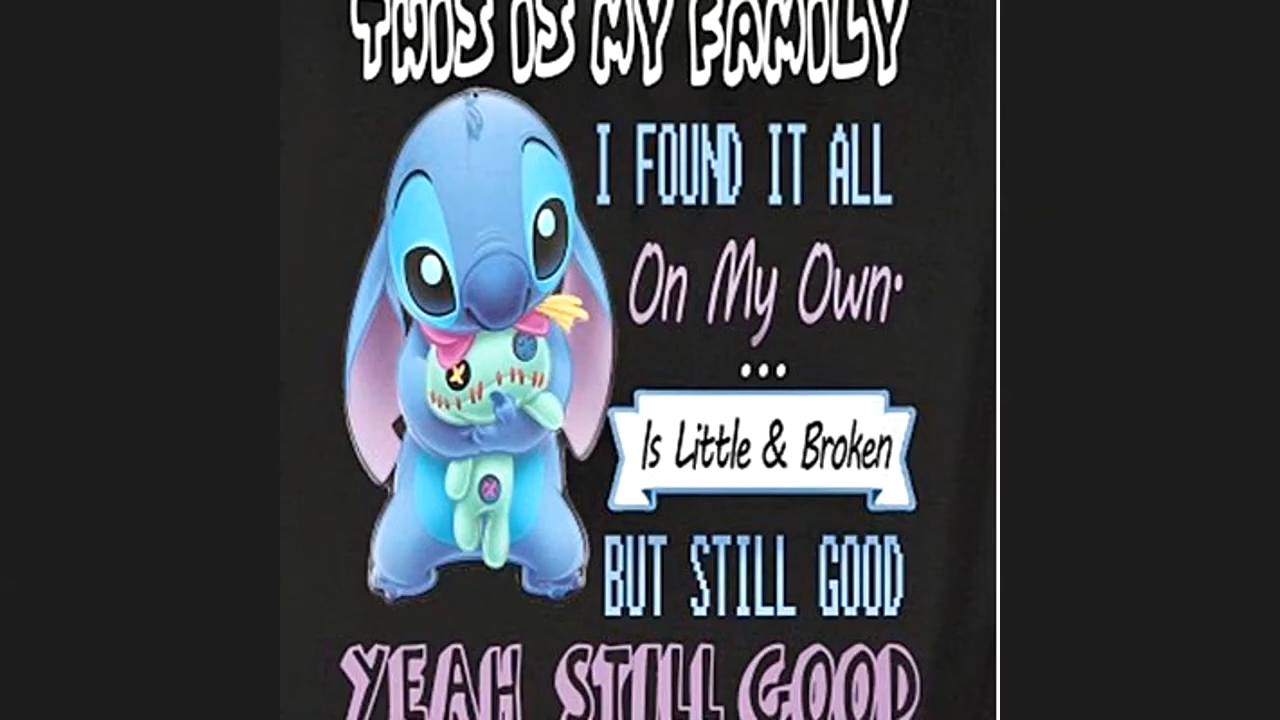 THIS IS MY FAMILY
I FOUND IT ALL
On My Own.
...
Is Little & Broken
BUT STILL GOOD
YEAH STILL GOOD